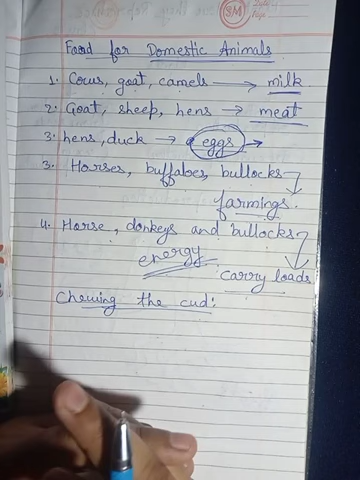 Food for Domestic Animals
1. Cows, goat, camels → milk
2. Goat, sheep, hens → meat
3. hens, duck → eggs →
3. Horses, buffaloes, bullocks
farmings.
4. Horse, donkeys and bullocks
energy
carry loads
Chewing the cud:
SM